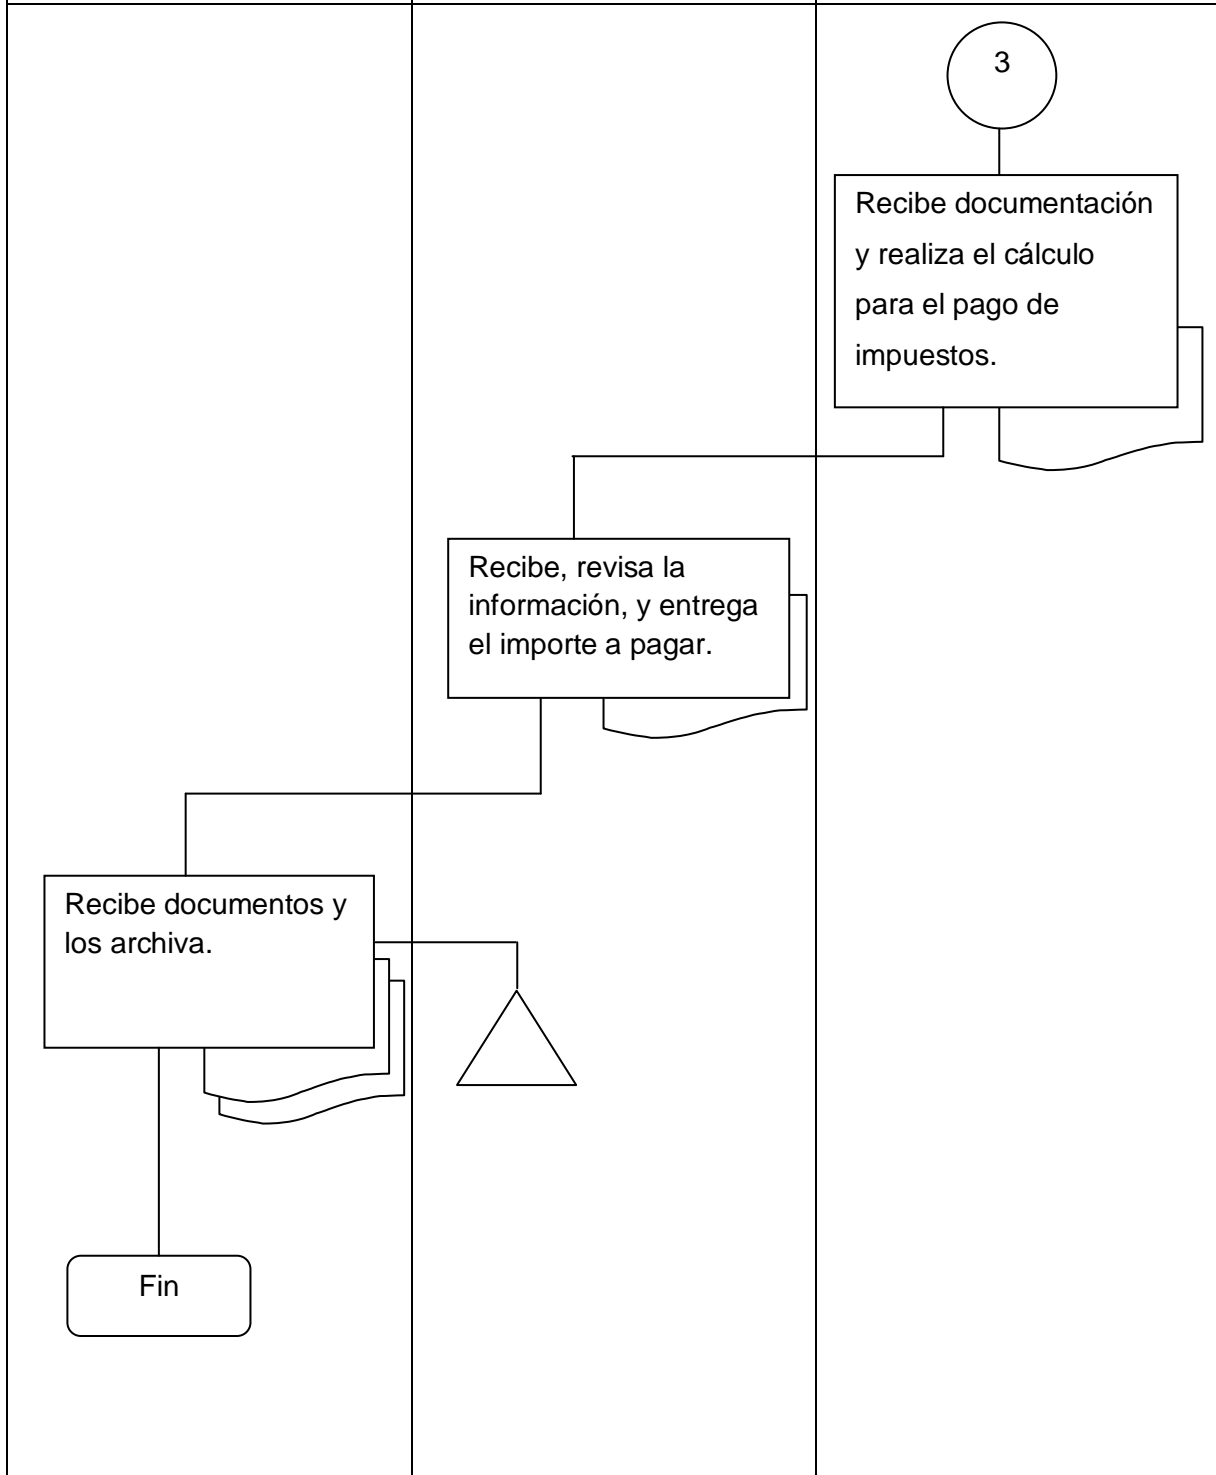 3
Recibe documentación
y realiza el cálculo
para el pago de
impuestos.
Recibe, revisa la
información, y entrega
el importe a pagar.
Recibe documentos y
los archiva.
Fin